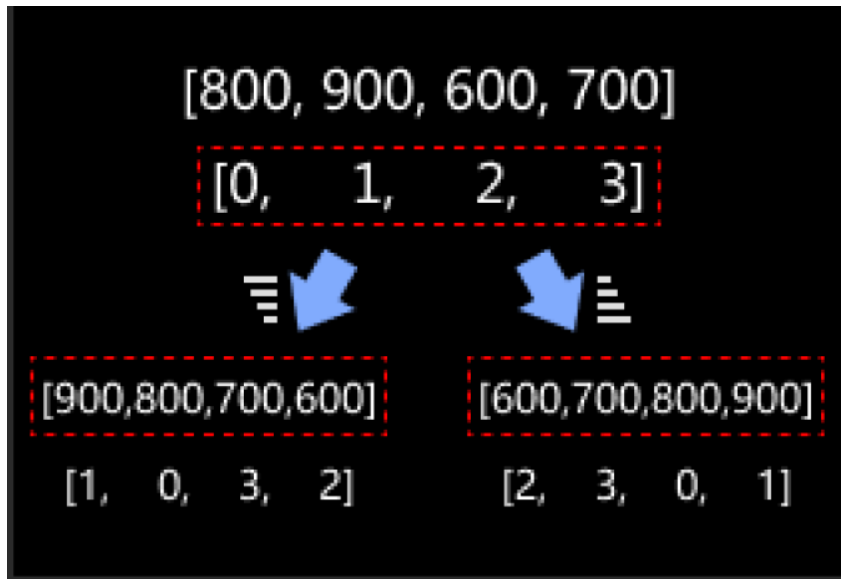 [800, 900, 600, 700]
[0, 1, 2, 3]
[900,800,700,600]
[1, 0, 3, 2]
[600,700,800,900]
[2, 3, 0, 1]